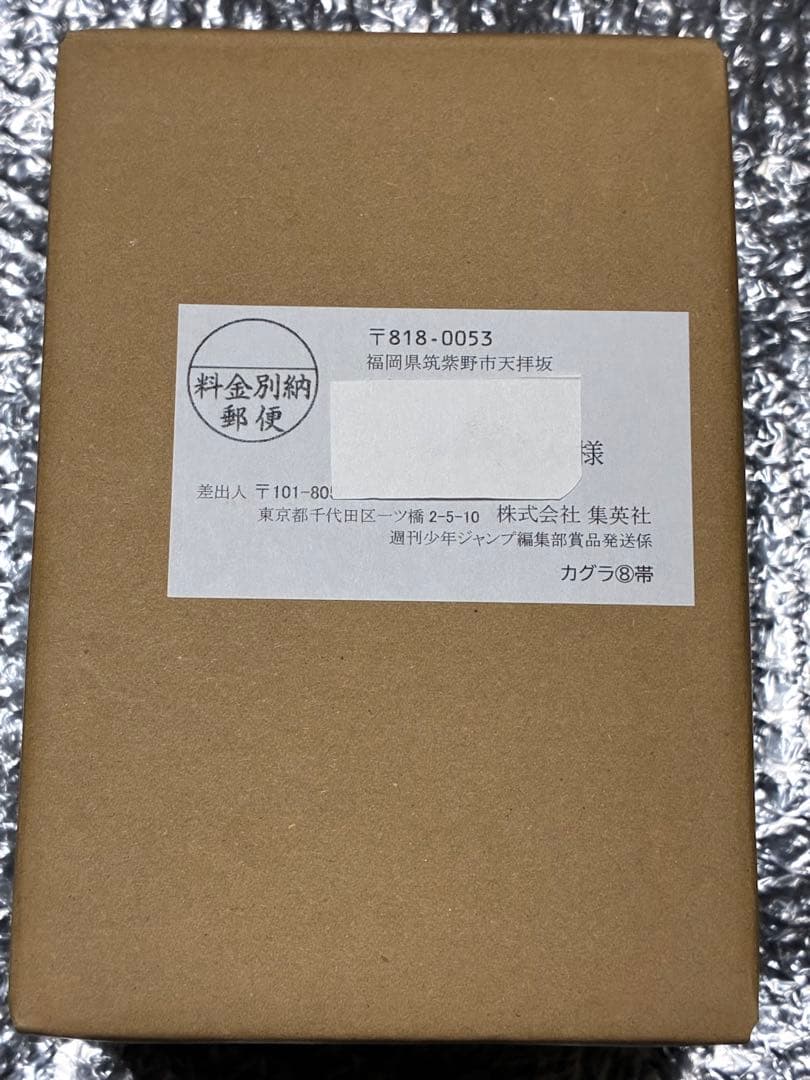 料金別納
郵便
〒818-0053
福岡県筑紫野市天拝坂
様
差出人 〒101-805
東京都千代田区一ツ橋2-5-10 株式会社 集英社
週刊少年ジャンプ編集部賞品発送係
カグラ⑧帯